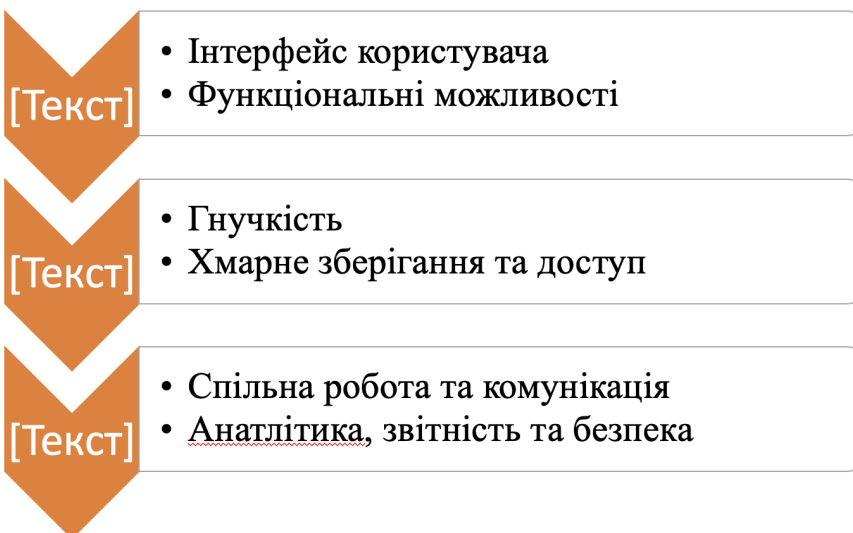 [Текст]
• Інтерфейс користувача
• Функціональні можливості
[Текст]
• Гнучкість
• Хмарне зберігання та доступ
[Текст]
• Спільна робота та комунікація
• Анатлітика, звітність та безпека